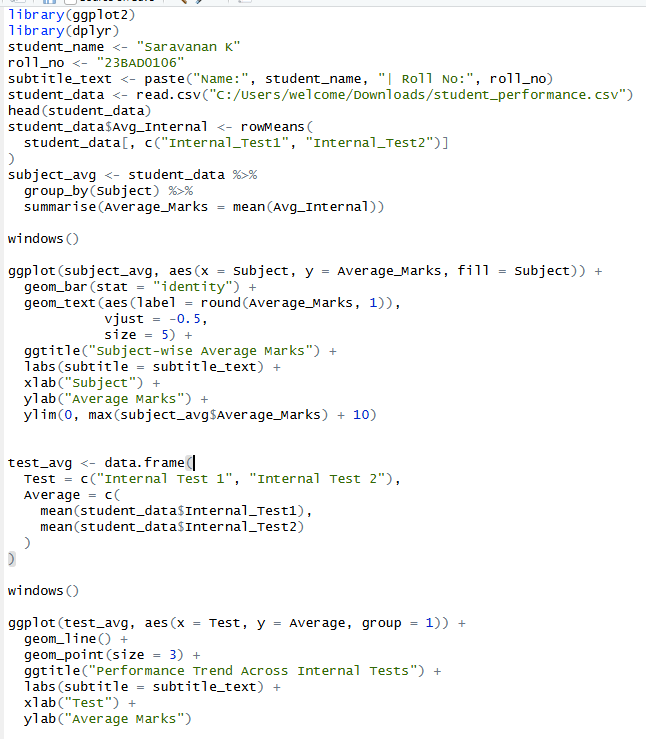 library(ggplot2)
library(dplyr)
student_name <- "Saravanan K"
roll_no <- "23BAD0106"
subtitle_text <- paste("Name:", student_name, "| Roll No:", roll_no)
student_data <- read.csv("C:/Users/welcome/Downloads/student_performance.csv")
head(student_data)
student_data$Avg_Internal <- rowMeans(
  student_data[, c("Internal_Test1", "Internal_Test2")]
)
subject_avg <- student_data %>%
  group_by(Subject) %>%
  summarise(Average_Marks = mean(Avg_Internal))

windows()

ggplot(subject_avg, aes(x = Subject, y = Average_Marks, fill = Subject)) +
  geom_bar(stat = "identity") +
  geom_text(aes(label = round(Average_Marks, 1)),
            vjust = -0.5,
            size = 5) +
  ggtitle("Subject-wise Average Marks") +
  labs(subtitle = subtitle_text) +
  xlab("Subject") +
  ylab("Average Marks") +
  ylim(0, max(subject_avg$Average_Marks) + 10)


test_avg <- data.frame(
  Test = c("Internal Test 1", "Internal Test 2"),
  Average = c(
    mean(student_data$Internal_Test1),
    mean(student_data$Internal_Test2)
  )
)

windows()

ggplot(test_avg, aes(x = Test, y = Average, group = 1)) +
  geom_line() +
  geom_point(size = 3) +
  ggtitle("Performance Trend Across Internal Tests") +
  labs(subtitle = subtitle_text) +
  xlab("Test") +
  ylab("Average Marks")